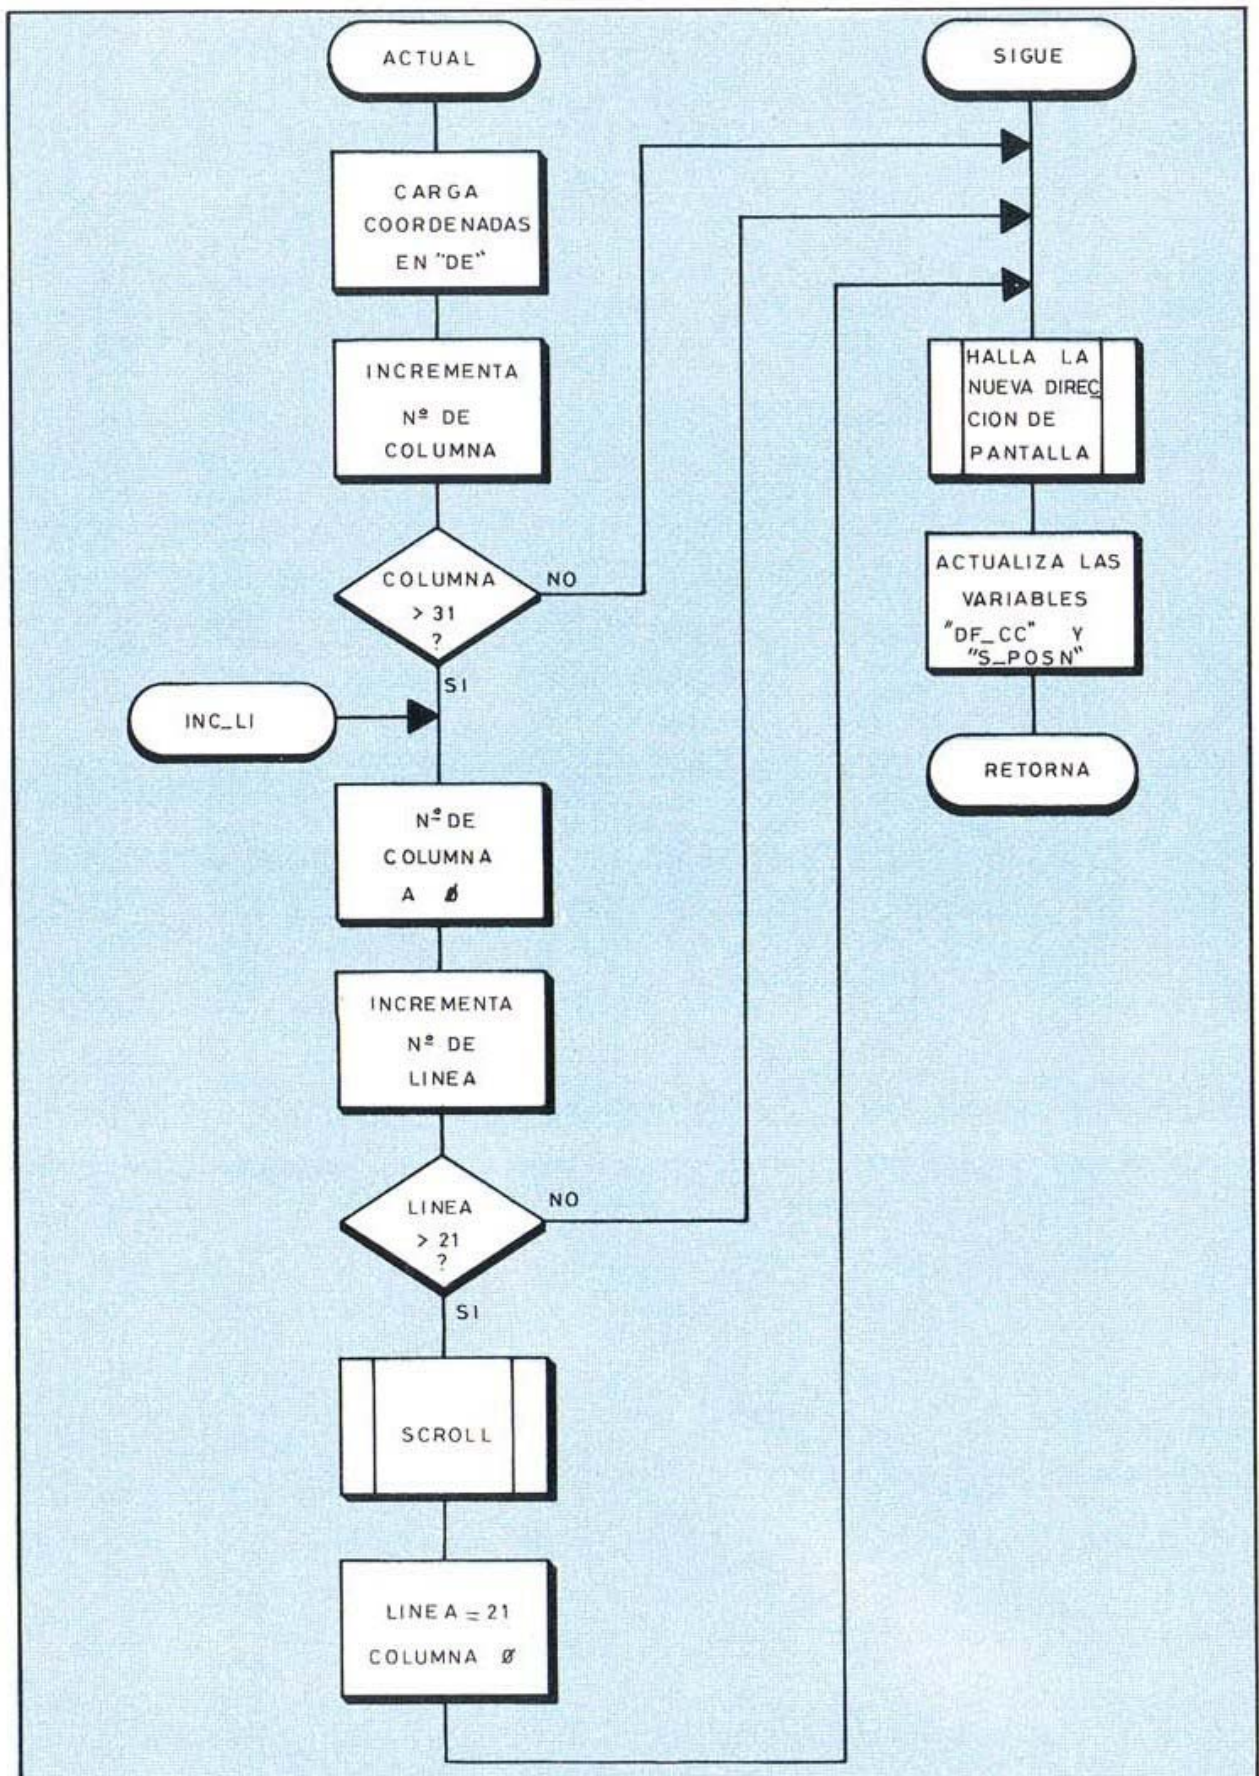 ACTUAL
CARGA
COORDENADAS
EN "DE"
INCREMENTA
Nº DE
COLUMNA
COLUMNA
> 31
?
NO
SI
INC_LI
Nº DE
COLUMNA
A Ø
INCREMENTA
Nº DE
LINEA
LINEA
> 21
?
NO
SI
SCROLL
LINEA = 21
COLUMNA Ø
SIGUE
HALLA LA
NUEVA DIREC
CION DE
PANTALLA
ACTUALIZA LAS
VARIABLES
"DF_CC" Y
"S_POSN"
RETORNA